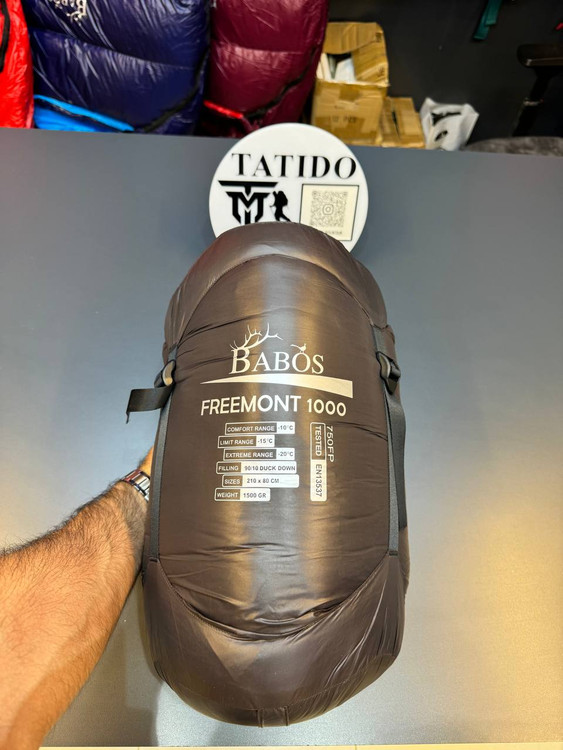 TATIDO
TM
BABOS
FREEMONT 1000
COMFORT RANGE -10°C
LIMIT RANGE -15°C
EXTREME RANGE -20°C
FILLING 90/10 DUCK DOWN
SIZES 210 x 80 CM
WEIGHT 1500 GR
750FP
TESTED EN13537